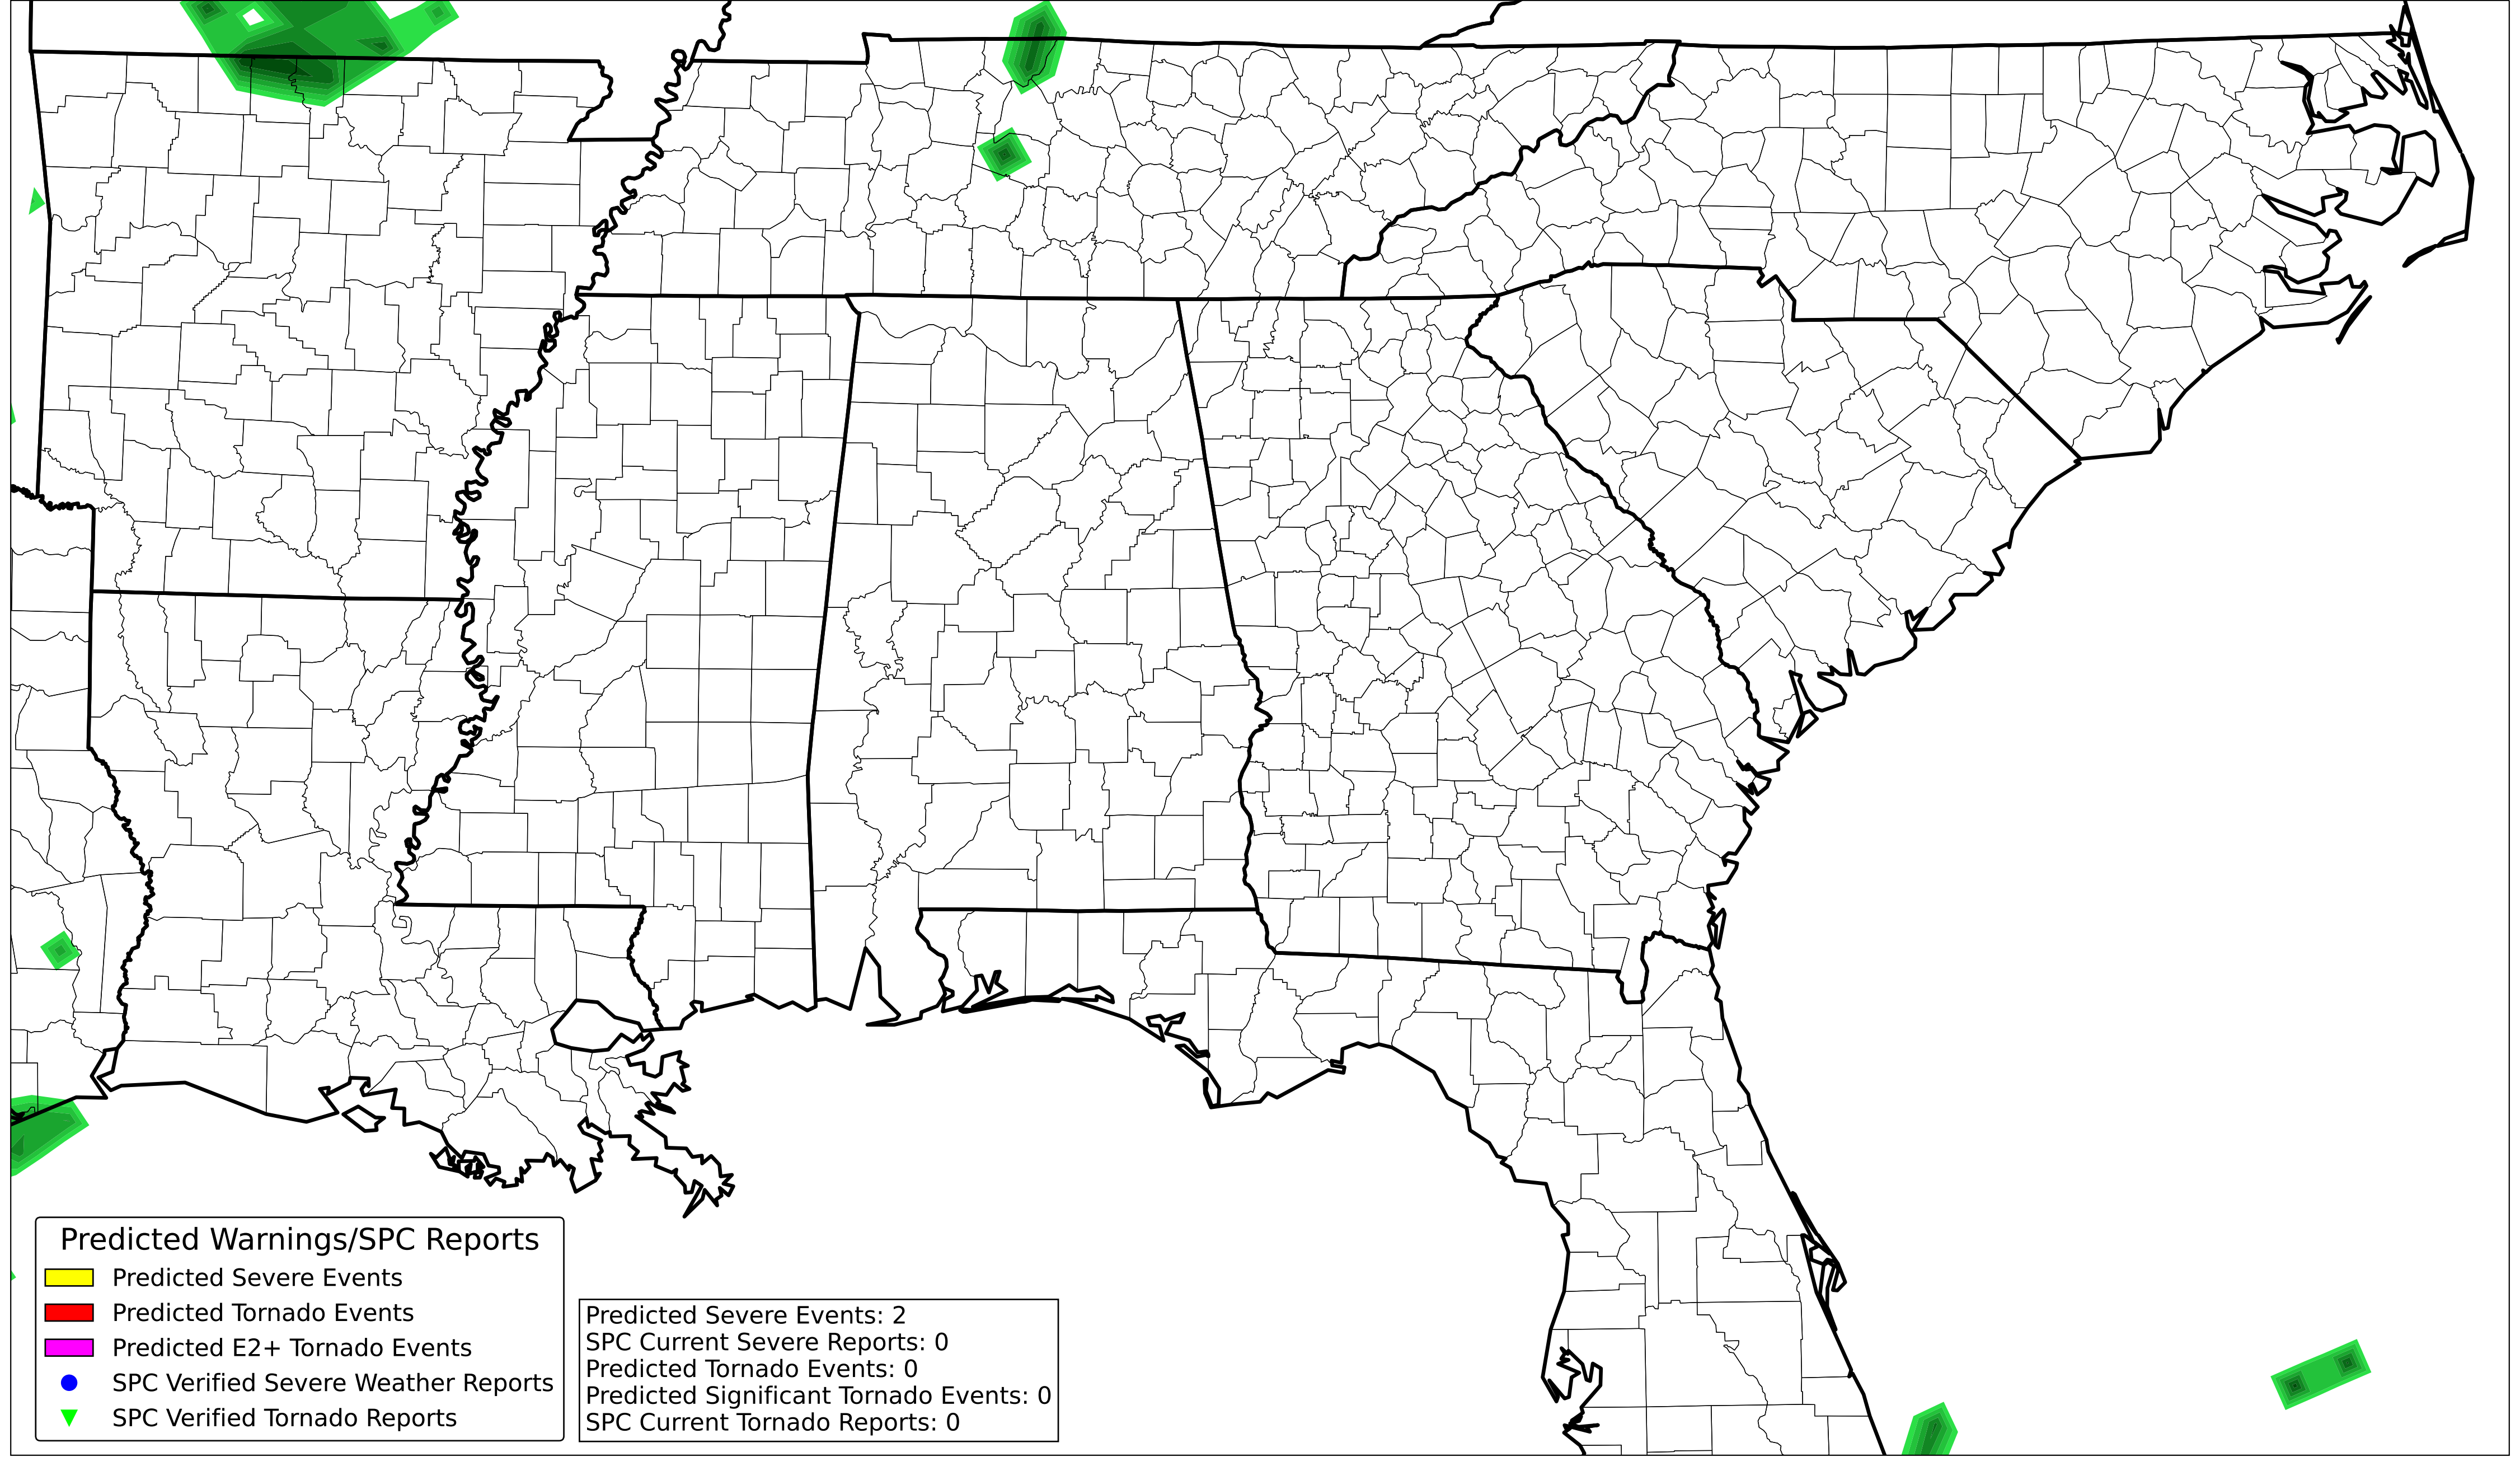 Predicted Warnings/SPC Reports
Predicted Severe Events
Predicted Tornado Events
Predicted E2+ Tornado Events
SPC Verified Severe Weather Reports
SPC Verified Tornado Reports
Predicted Severe Events: 2
SPC Current Severe Reports: 0
Predicted Tornado Events: 0
Predicted Significant Tornado Events: 0
SPC Current Tornado Reports: 0